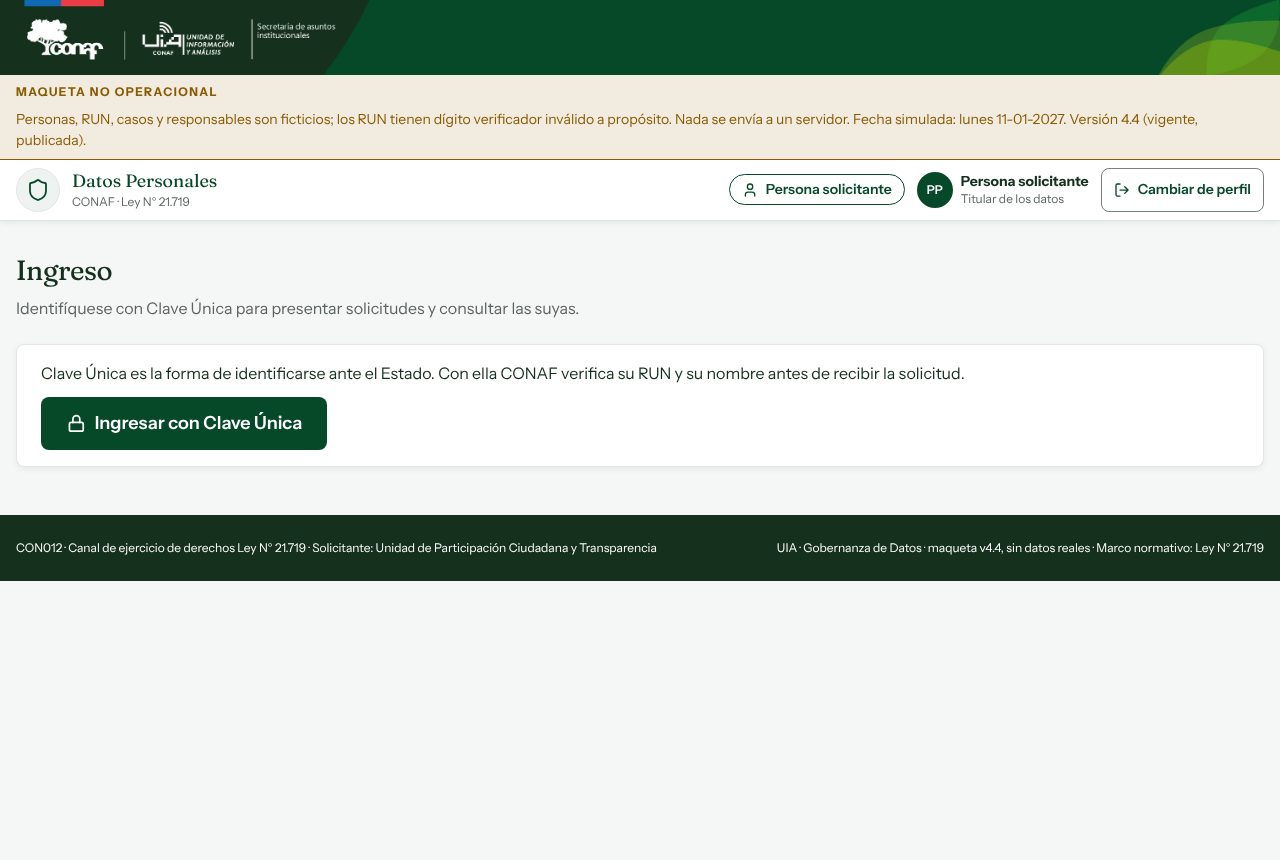 conaf
UIA
CONAF
UNIDAD DE
INFORMACIÓN
Y ANÁLISIS
Secretaría de asuntos
institucionales
MAQUETA NO OPERACIONAL
Personas, RUN, casos y responsables son ficticios; los RUN tienen dígito verificador inválido a propósito. Nada se envía a un servidor. Fecha simulada: lunes 11-01-2027. Versión 4.4 (vigente,
publicada).
Datos Personales
CONAF · Ley N° 21.719
Persona solicitante
PP
Persona solicitante
Titular de los datos
Cambiar de perfil
Ingreso
Identifíquese con Clave Única para presentar solicitudes y consultar las suyas.
Clave Única es la forma de identificarse ante el Estado. Con ella CONAF verifica su RUN y su nombre antes de recibir la solicitud.
Ingresar con Clave Única
CON012 · Canal de ejercicio de derechos Ley N° 21.719 · Solicitante: Unidad de Participación Ciudadana y Transparencia
UIA · Gobernanza de Datos · maqueta v4.4, sin datos reales · Marco normativo: Ley N° 21.719